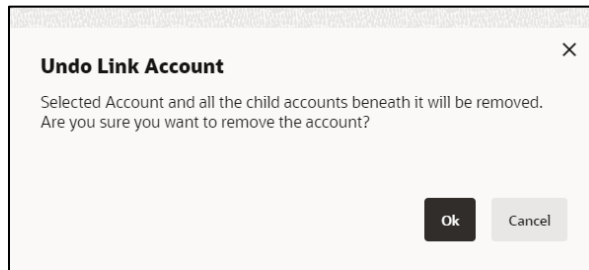 Undo Link Account
Selected Account and all the child accounts beneath it will be removed.
Are you sure you want to remove the account?
Ok
Cancel